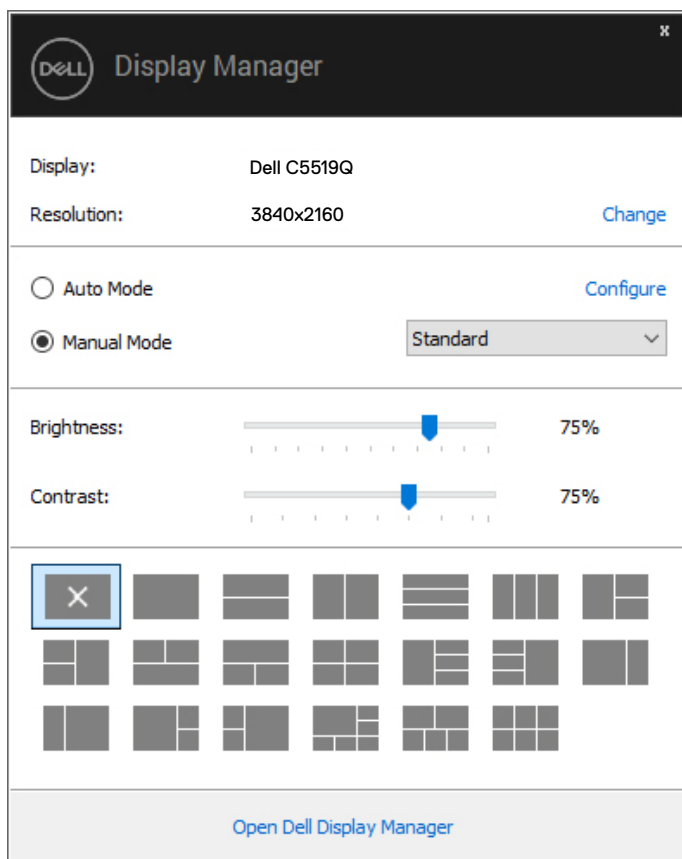 x
DELL Display Manager
Display: Dell C5519Q
Resolution: 3840x2160 Change
Auto Mode Configure
Manual Mode Standard
Brightness: 75%
Contrast: 75%
Open Dell Display Manager